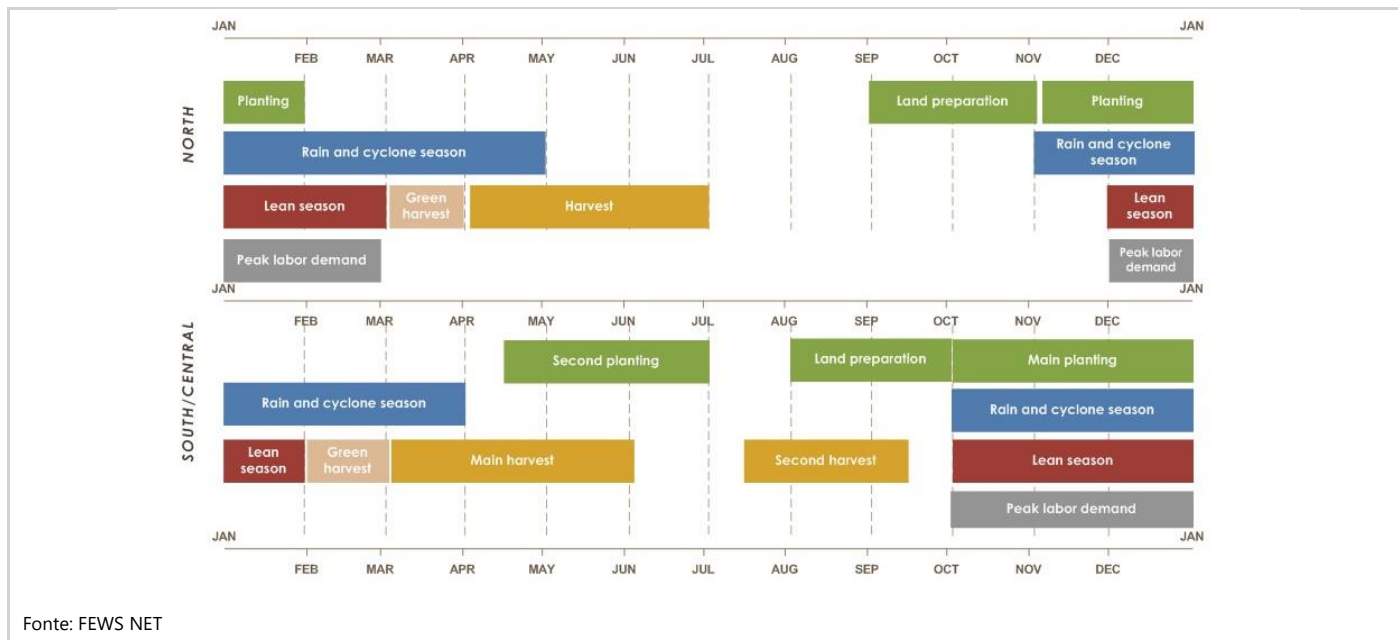 JAN JAN
FEB MAR APR MAY JUN JUL AUG SEP OCT NOV DEC
NORTH
Planting Land preparation Planting
Rain and cyclone season Rain and cyclone
season
Lean season Green
harvest Harvest Lean
season
Peak labor demand Peak labor
demand
JAN JAN
FEB MAR APR MAY JUN JUL AUG SEP OCT NOV DEC
SOUTH/CENTRAL
Second planting Land preparation Main planting
Rain and cyclone season Rain and cyclone season
Lean
season Green
harvest Main harvest Second harvest Lean season
Peak labor demand
JAN JAN
FEB MAR APR MAY JUN JUL AUG SEP OCT NOV DEC
Fonte: FEWS NET